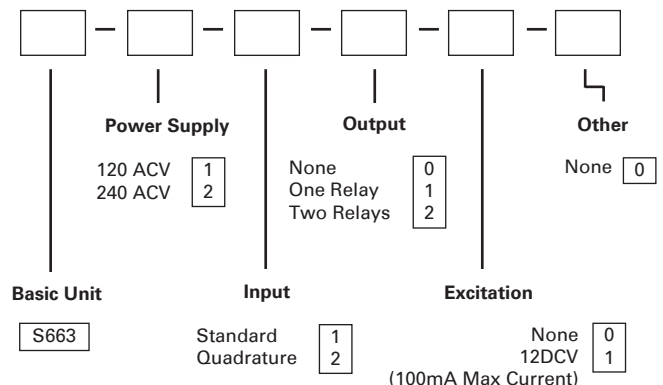 Power Supply
120 ACV 1
240 ACV 2
Output
None 0
One Relay 1
Two Relays 2
Other
None 0
Basic Unit
S663
Input
Standard 1
Quadrature 2
Excitation
None 0
12DCV 1
(100mA Max Current)